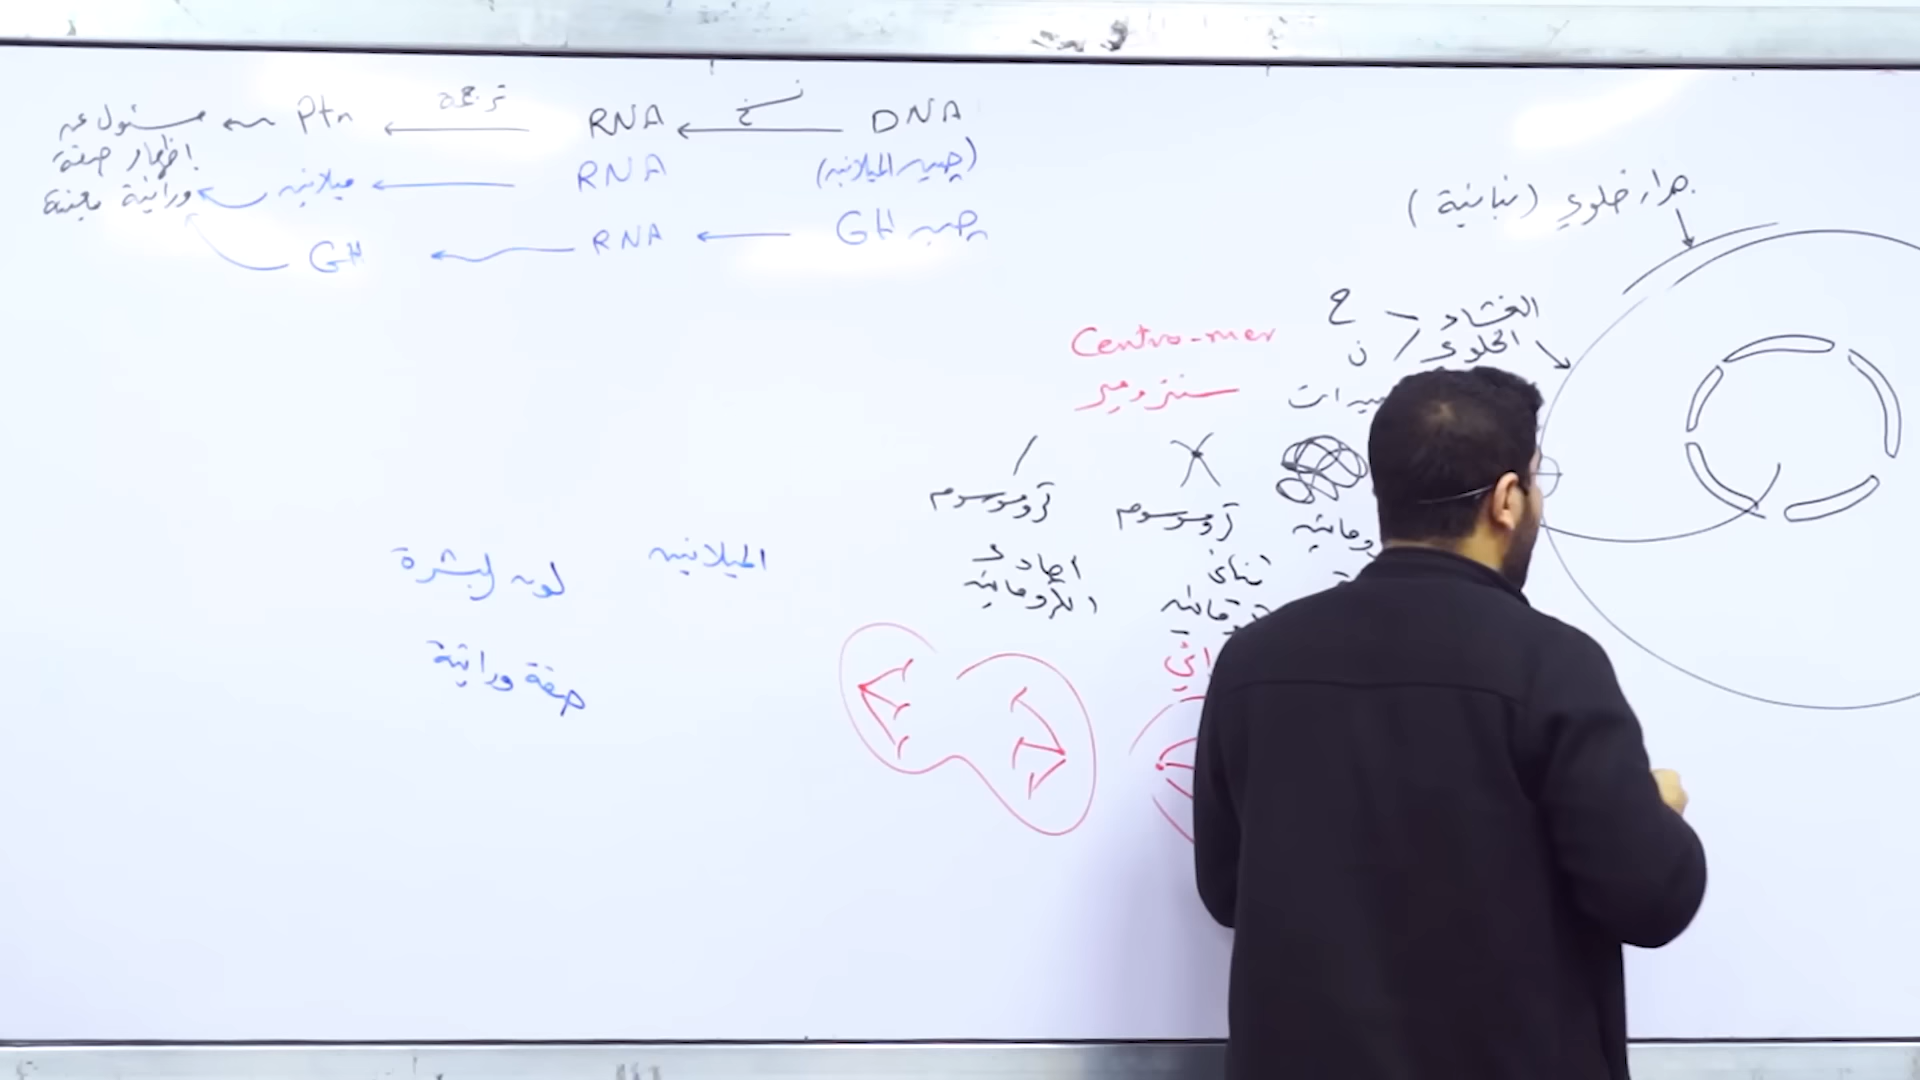 DNA ← نسخ RNA ← ترجمة Ptn ← مسئول عن
إظهار صفة
وراثية معينة
(جين الميلانين) ← RNA ← ميلانين
جين GH ← RNA ← GH
جدار خلوي (نباتية)
الغشاء
الخلوي
ح
ن
Centro-mer
سنترومير
كروموسوم
ثنائي
كروموسوم
احادي
الكروماتيد
الميلانين
لون البشرة
صفة وراثية